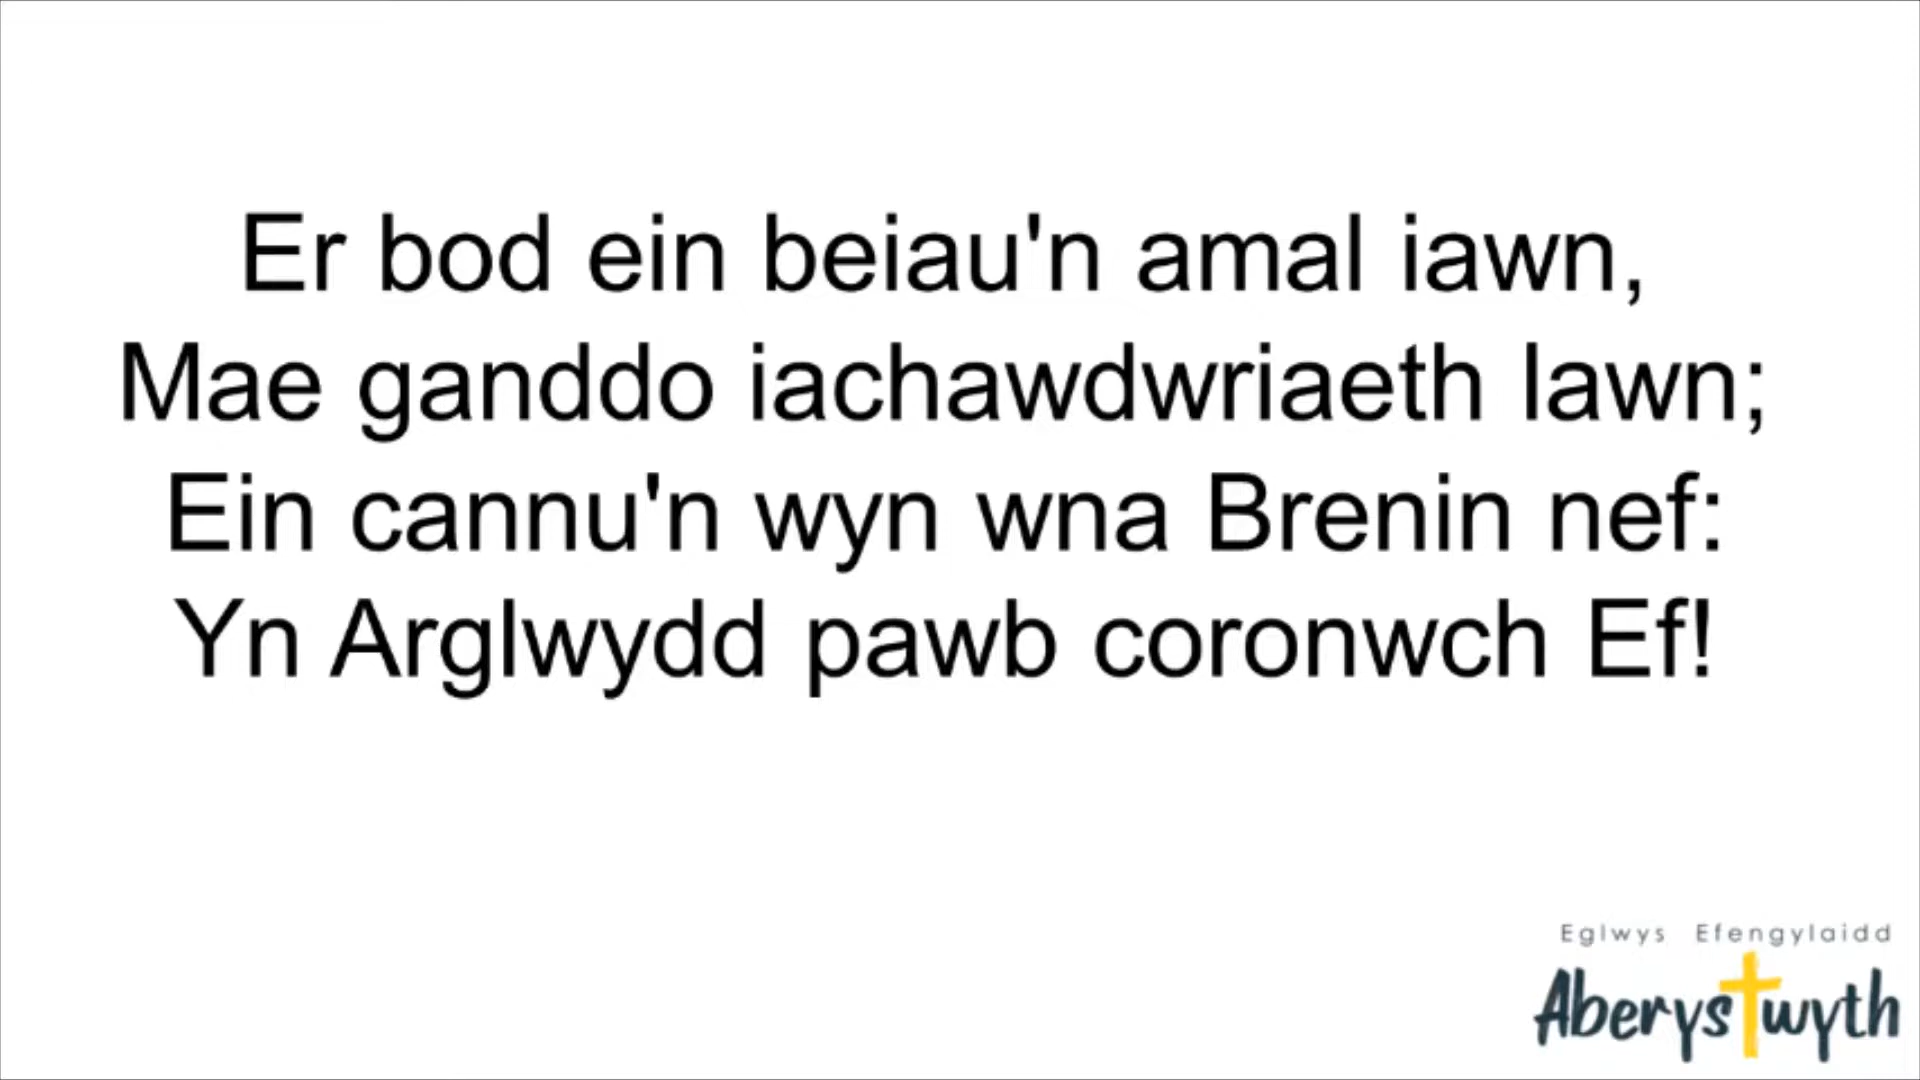 Er bod ein beiau'n amal iawn,
Mae ganddo iachawdwriaeth lawn;
Ein cannu'n wyn wna Brenin nef:
Yn Arglwydd pawb coronwch Ef!
Eglwys Efengylaidd
Aberystwyth